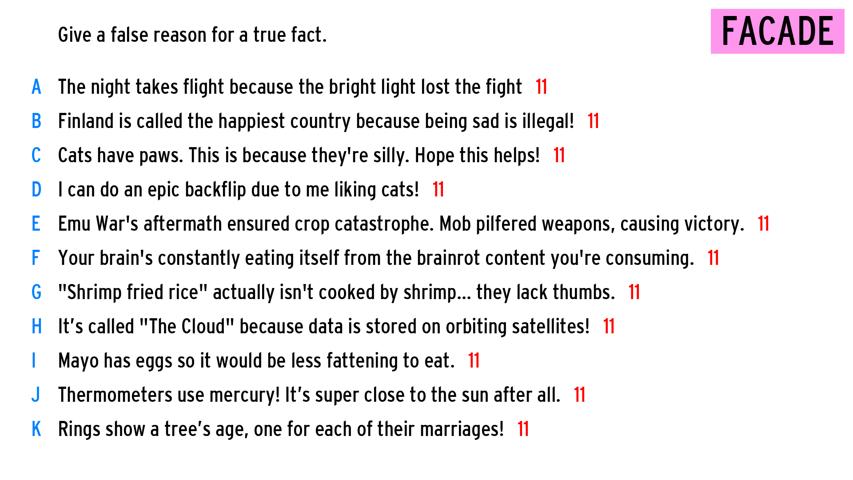 Give a false reason for a true fact.
FACADE
A The night takes flight because the bright light lost the fight 11
B Finland is called the happiest country because being sad is illegal! 11
C Cats have paws. This is because they're silly. Hope this helps! 11
D I can do an epic backflip due to me liking cats! 11
E Emu War's aftermath ensured crop catastrophe. Mob pilfered weapons, causing victory. 11
F Your brain's constantly eating itself from the brainrot content you're consuming. 11
G "Shrimp fried rice" actually isn't cooked by shrimp... they lack thumbs. 11
H It’s called "The Cloud" because data is stored on orbiting satellites! 11
I Mayo has eggs so it would be less fattening to eat. 11
J Thermometers use mercury! It’s super close to the sun after all. 11
K Rings show a tree’s age, one for each of their marriages! 11